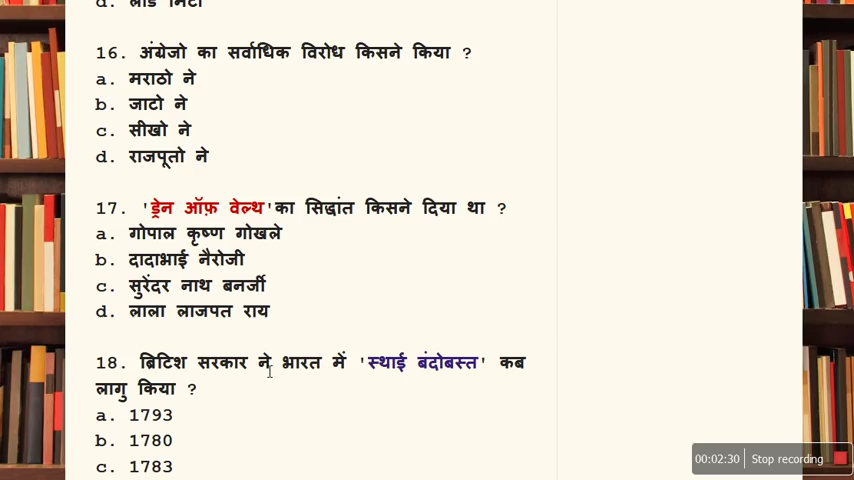 d. लार्ड मिंटो
16. अंग्रेजो का सर्वाधिक विरोध किसने किया ?
a. मराठो ने
b. जाटो ने
c. सीखो ने
d. राजपूतो ने
17. 'ड्रेन ऑफ़ वेल्थ'का सिद्धांत किसने दिया था ?
a. गोपाल कृष्ण गोखले
b. दादाभाई नैरोजी
c. सुरेंदर नाथ बनर्जी
d. लाला लाजपत राय
18. ब्रिटिश सरकार ने भारत में 'स्थाई बंदोबस्त' कब
लागु किया ?
a. 1793
b. 1780
c. 1783
00:02:30 Stop recording